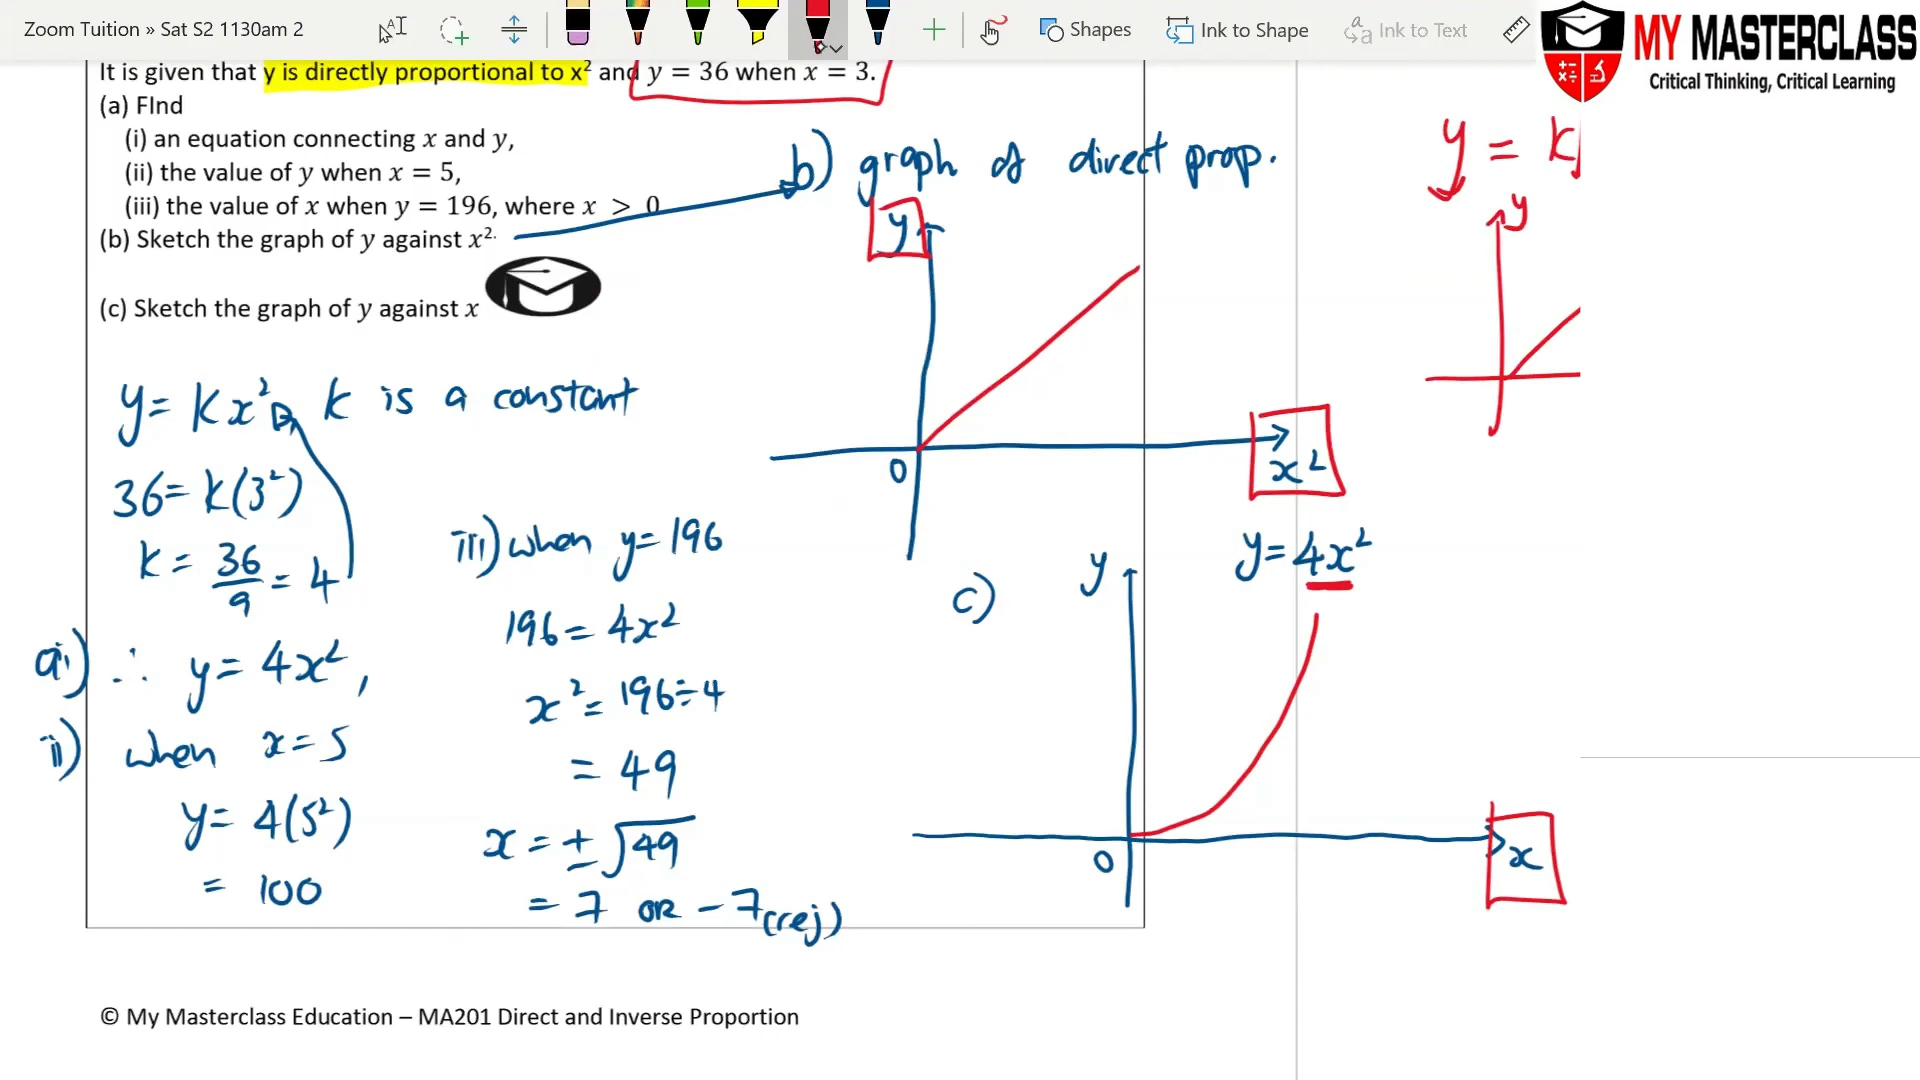 Zoom Tuition » Sat S2 1130am 2
Shapes
Ink to Shape
Ink to Text
MY MASTERCLASS
Critical Thinking, Critical Learning
It is given that y is directly proportional to x² and y = 36 when x = 3.
(a) FInd
(i) an equation connecting x and y,
(ii) the value of y when x = 5,
(iii) the value of x when y = 196, where x > 0
(b) Sketch the graph of y against x².
(c) Sketch the graph of y against x
y = kx², k is a constant
36 = k(3²)
k = 36/9 = 4
ai) ∴ y = 4x²,
ii) when x = 5
y = 4(5²)
= 100
iii) when y = 196
196 = 4x²
x² = 196 ÷ 4
= 49
x = ± √49
= 7 OR -7 (rej)
b) graph of direct prop.
y
0
x²
c)
y
y = 4x²
0
x
y = k
y
© My Masterclass Education – MA201 Direct and Inverse Proportion